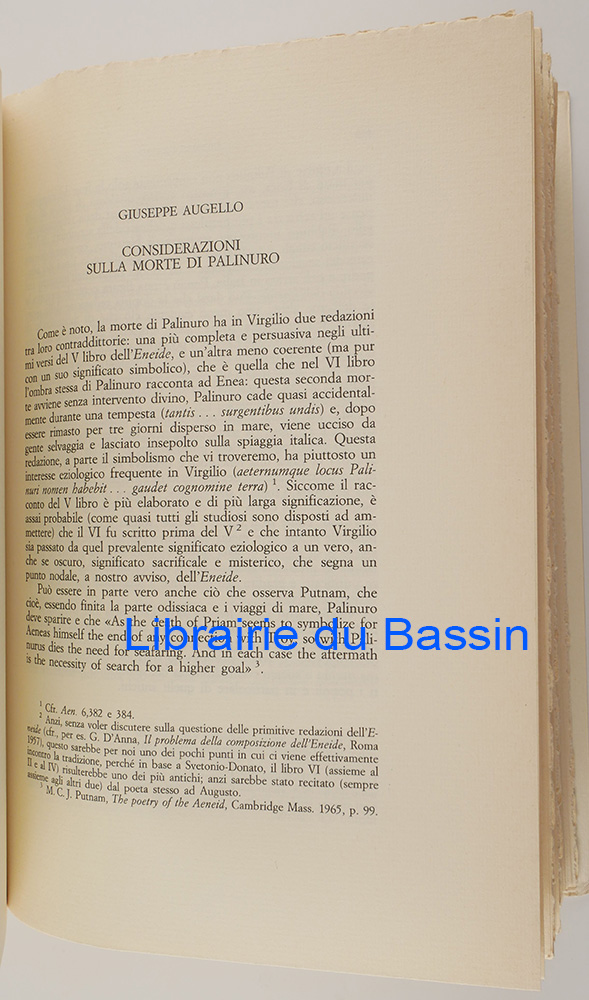 GIUSEPPE AUGELLO
CONSIDERAZIONI
SULLA MORTE DI PALINURO
Come è noto, la morte di Palinuro ha in Virgilio due redazioni
tra loro contraddittorie: una più completa e persuasiva negli ulti-
mi versi del V libro dell'Eneide, e un'altra meno coerente (ma pur
con un suo significato simbolico), che è quella che nel VI libro
l'ombra stessa di Palinuro racconta ad Enea: questa seconda mor-
te avviene senza intervento divino, Palinuro cade quasi accidental-
mente durante una tempesta (tantis ... surgentibus undis) e, dopo
essere rimasto per tre giorni disperso in mare, viene ucciso da
gente selvaggia e lasciato insepolto sulla spiaggia italica. Questa
redazione, a parte il simbolismo che vi troveremo, ha piuttosto un
interesse eziologico frequente in Virgilio (aeternumque locus Pali-
nuri nomen habebit ... gaudet cognomine terra) 1. Siccome il rac-
conto del V libro è più elaborato e di più larga significazione, è
assai probabile (come quasi tutti gli studiosi sono disposti ad am-
mettere) che il VI fu scritto prima del V 2 e che intanto Virgilio
sia passato da quel prevalente significato eziologico a un vero, an-
che se oscuro, significato sacrificale e misterico, che segna un
punto nodale, a nostro avviso, dell'Eneide.
Può essere in parte vero anche ciò che osserva Putnam, che
cioè, essendo finita la parte odissiaca e i viaggi di mare, Palinuro
deve sparire e che «As the death of Priam seems to symbolize for
Aeneas himself the end of any connection with Troy, so with Pali-
nurus dies the need for seafaring. And in each case the aftermath
is the necessity of search for a higher goal» 3.
Librairie du Bassin
1 Cfr. Aen. 6,382 e 384.
2 Anzi, senza voler discutere sulla questione delle primitive redazioni dell'E-
neide (cfr., per es. G. D'Anna, Il problema della composizione dell'Eneide, Roma
1957), questo sarebbe per noi uno dei pochi punti in cui ci viene effettivamente
incontro la tradizione, perché in base a Svetonio-Donato, il libro VI (assieme al
II e al IV) risulterebbe uno dei più antichi; anzi sarebbe stato recitato (sempre
assieme agli altri due) dal poeta stesso ad Augusto.
3 M. C. J. Putnam, The poetry of the Aeneid, Cambridge Mass. 1965, p. 99.